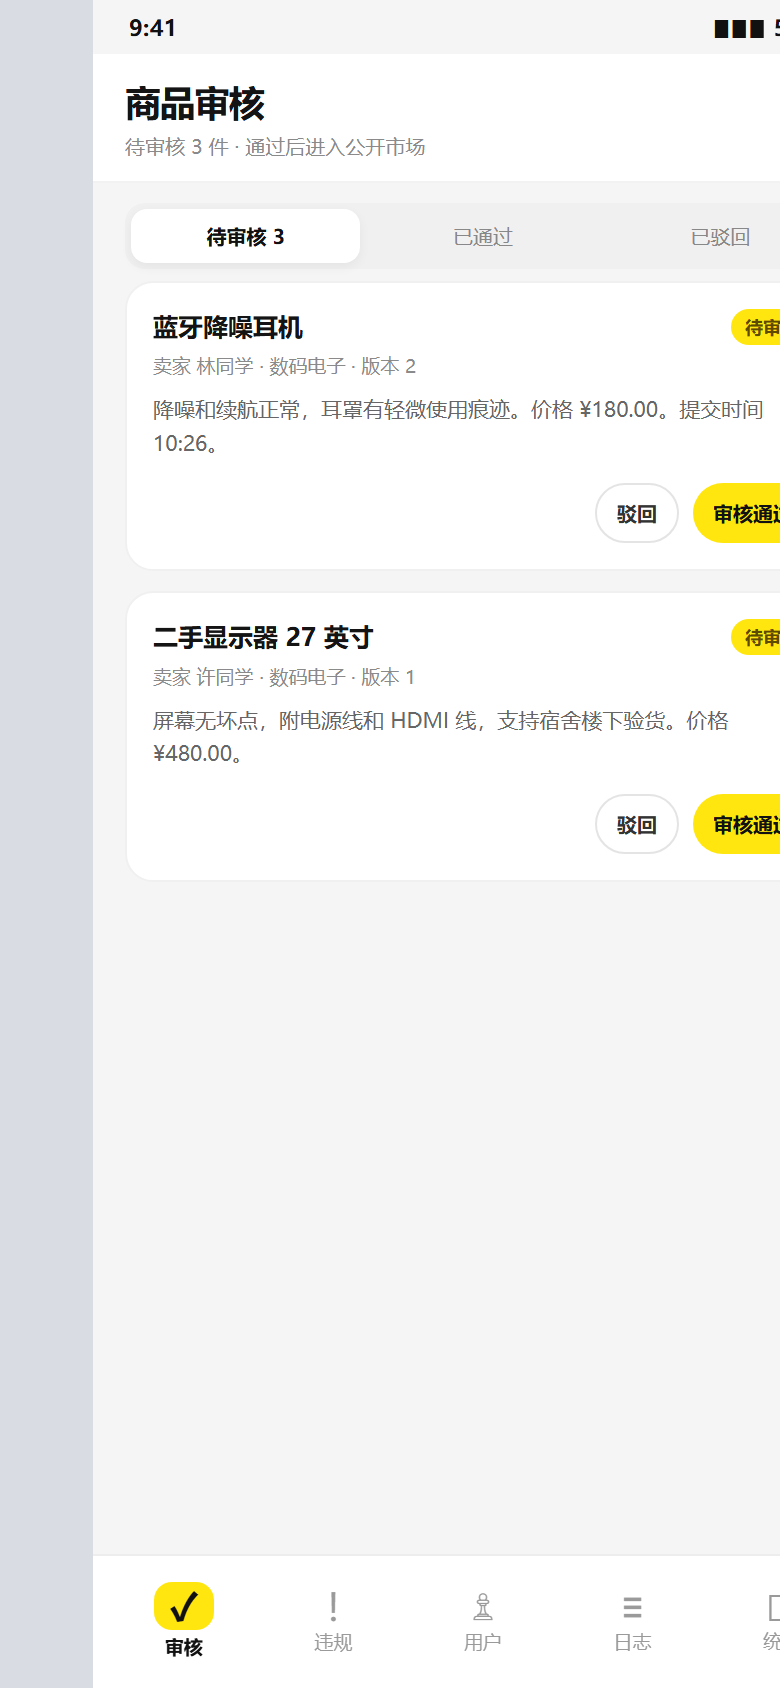 9:41
商品审核
待审核 3 件 · 通过后进入公开市场
待审核 3
已通过
已驳回
蓝牙降噪耳机
待审
卖家 林同学 · 数码电子 · 版本 2
降噪和续航正常，耳罩有轻微使用痕迹。价格 ¥180.00。提交时间
10:26。
驳回
审核通过
二手显示器 27 英寸
待审
卖家 许同学 · 数码电子 · 版本 1
屏幕无坏点，附电源线和 HDMI 线，支持宿舍楼下验货。价格
¥480.00。
驳回
审核通过
审核
违规
用户
日志
统